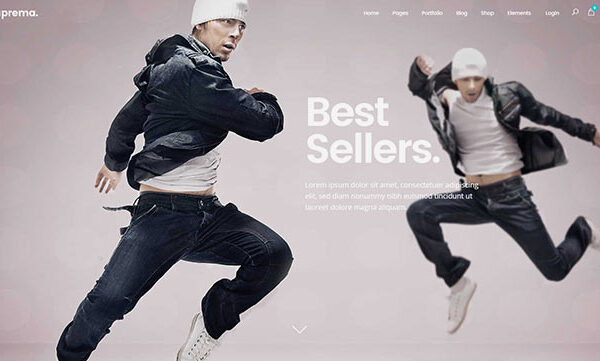 prema.
Home Pages Portfolio Blog Shop Elements Login
Best
Sellers.
Lorem ipsum dolor sit amet, consectetuer adipiscing
elit, sed diam nonummy nibh euismod tincidunt ut
laoreet dolore magna aliquam